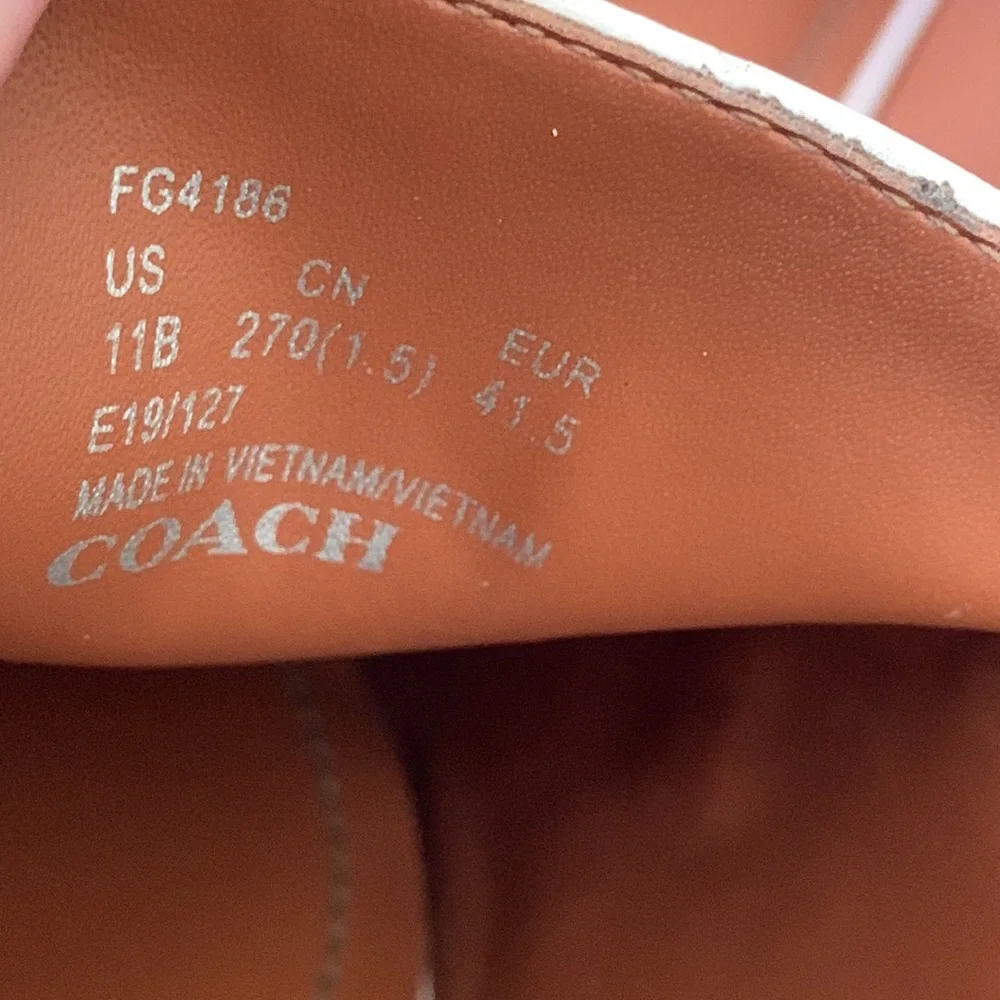 FG4186
US CN EUR
11B 270(1.5) 41.5
E19/127
MADE IN VIETNAM/VIETNAM
COACH